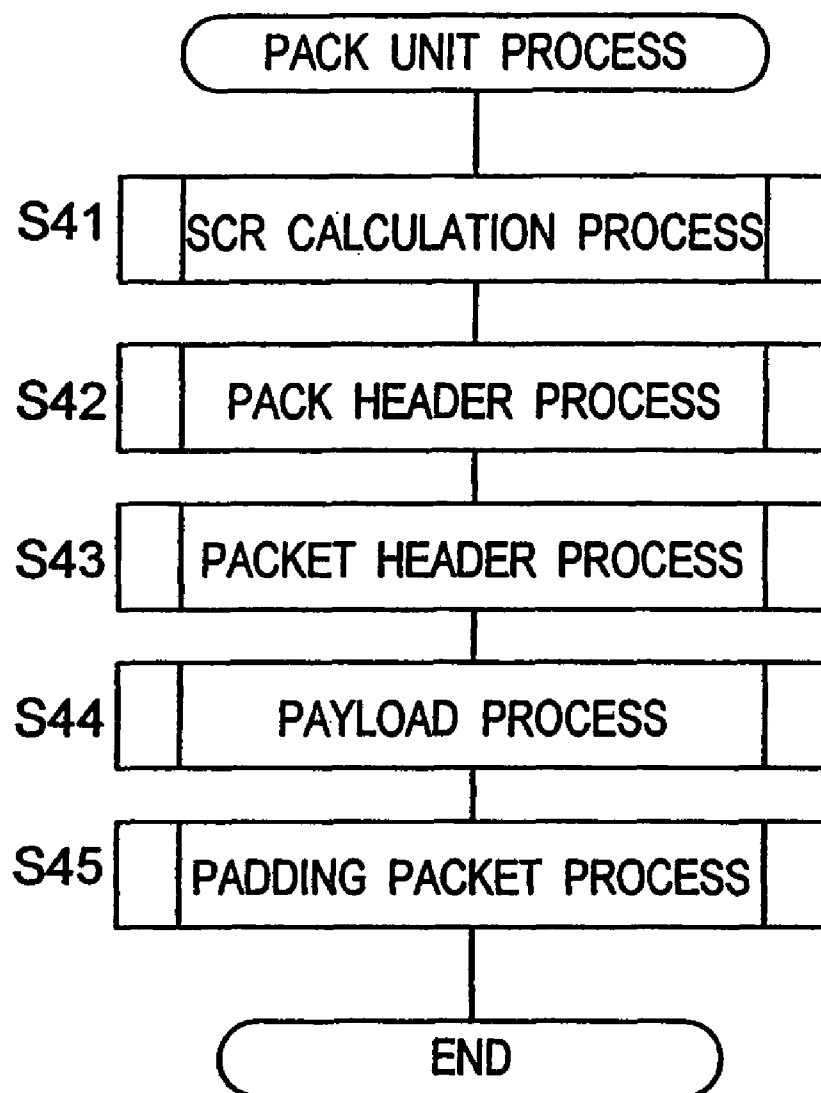 PACK UNIT PROCESS
S41
SCR CALCULATION PROCESS
S42
PACK HEADER PROCESS
S43
PACKET HEADER PROCESS
S44
PAYLOAD PROCESS
S45
PADDING PACKET PROCESS
END